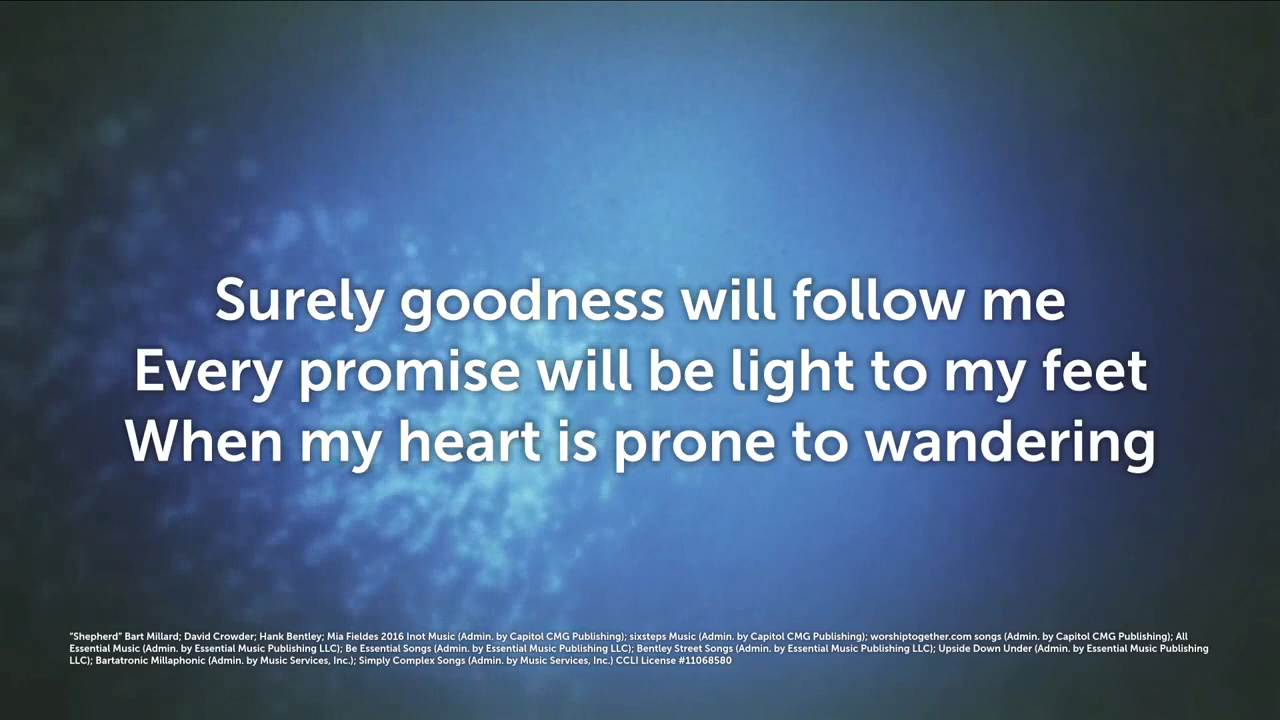 Surely goodness will follow me
Every promise will be light to my feet
When my heart is prone to wandering
"Shepherd" Bart Millard; David Crowder; Hank Bentley; Mia Fieldes 2016 Inot Music (Admin. by Capitol CMG Publishing); sixsteps Music (Admin. by Capitol CMG Publishing); worshiptogether.com songs (Admin. by Capitol CMG Publishing); All
Essential Music (Admin. by Essential Music Publishing LLC); Be Essential Songs (Admin. by Essential Music Publishing LLC); Bentley Street Songs (Admin. by Essential Music Publishing LLC); Upside Down Under (Admin. by Essential Music Publishing
LLC); Bartatronic Millaphonic (Admin. by Music Services, Inc.); Simply Complex Songs (Admin. by Music Services, Inc.) CCLI License #11068580